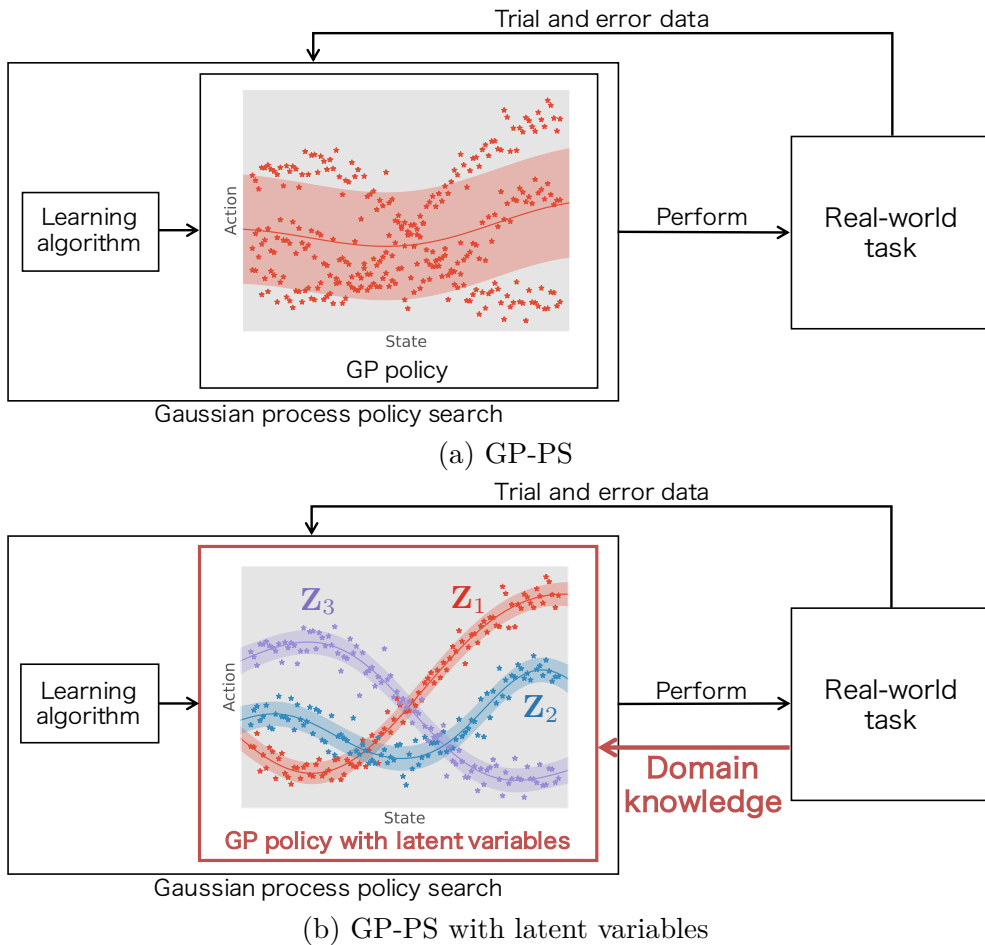 Trial and error data
Learning
algorithm
Action
State
GP policy
Perform
Real-world
task
Gaussian process policy search
(a) GP-PS
Trial and error data
Learning
algorithm
Action
Z3
Z1
Z2
State
GP policy with latent variables
Perform
Domain
knowledge
Real-world
task
Gaussian process policy search
(b) GP-PS with latent variables